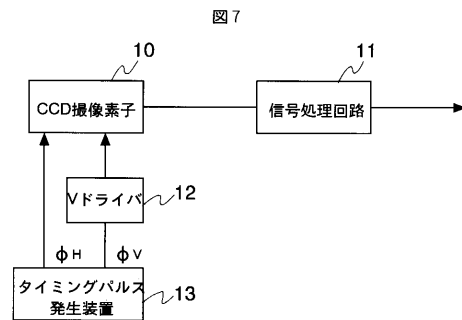 図7
10
11
CCD撮像素子
信号処理回路
Vドライバ
12
φH
φV
タイミングパルス
発生装置
13